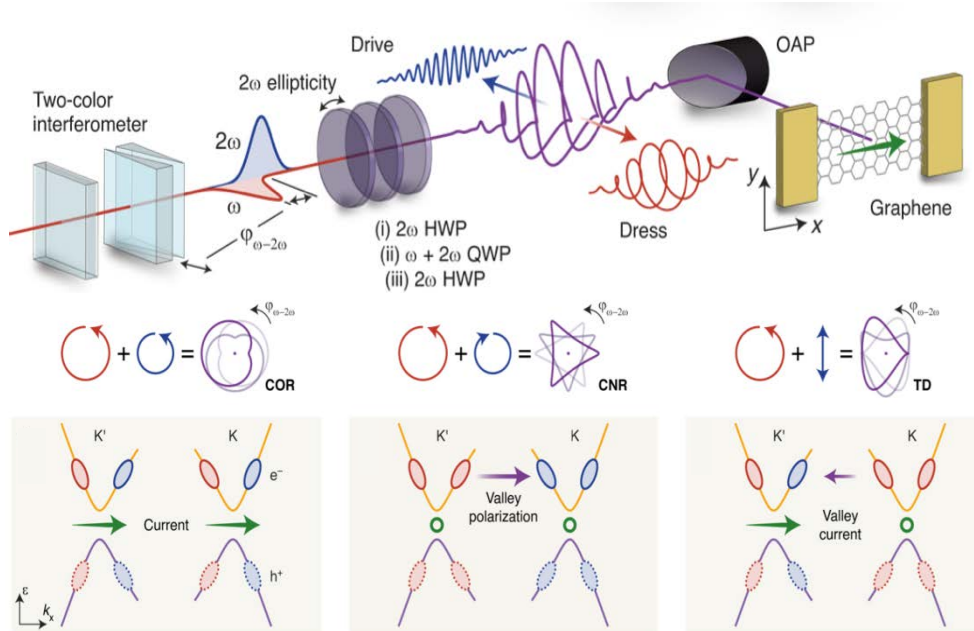 Drive
OAP
2ω ellipticity
Two-color
interferometer
2ω
ω
φω-2ω
(i) 2ω HWP
(ii) ω + 2ω QWP
(iii) 2ω HWP
Dress
y
x
Graphene
+ = φω-2ω COR
+ = φω-2ω CNR
+ = φω-2ω TD
K' K
e⁻
Current
h⁺
ε
kx
K' K
Valley
polarization
K' K
Valley
current